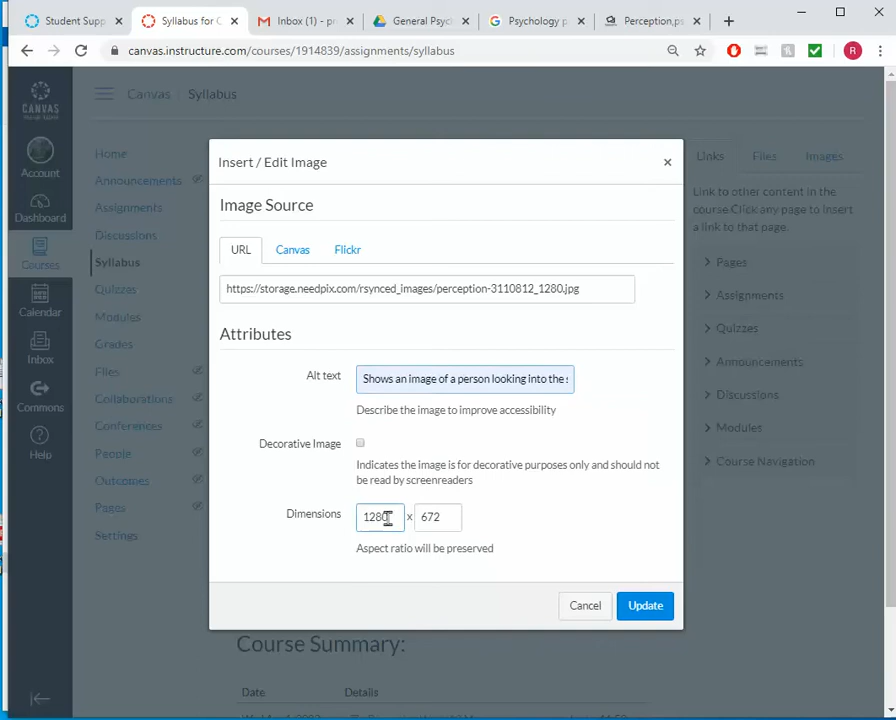 Student Supp
Syllabus for C
Inbox (1) - pr
General Psych
Psychology p
Perception,ps
canvas.instructure.com/courses/1914839/assignments/syllabus
R
CANVAS
Account
Dashboard
Courses
Calendar
Inbox
Commons
Help
Canvas
Syllabus
Home
Announcements
Assignments
Discussions
Syllabus
Quizzes
Modules
Grades
Files
Collaborations
Conferences
People
Outcomes
Pages
Settings
Insert / Edit Image
Image Source
URL Canvas Flickr
https://storage.needpix.com/rsynced_images/perception-3110812_1280.jpg
Attributes
Alt text
Shows an image of a person looking into the s
Describe the image to improve accessibility
Decorative Image
Indicates the image is for decorative purposes only and should not
be read by screenreaders
Dimensions 1280 x 672
Aspect ratio will be preserved
Cancel Update
Links Files Images
Link to other content in the
course.Click any page to insert
a link to that page.
Pages
Assignments
Quizzes
Announcements
Discussions
Modules
Course Navigation
Course Summary:
Date Details